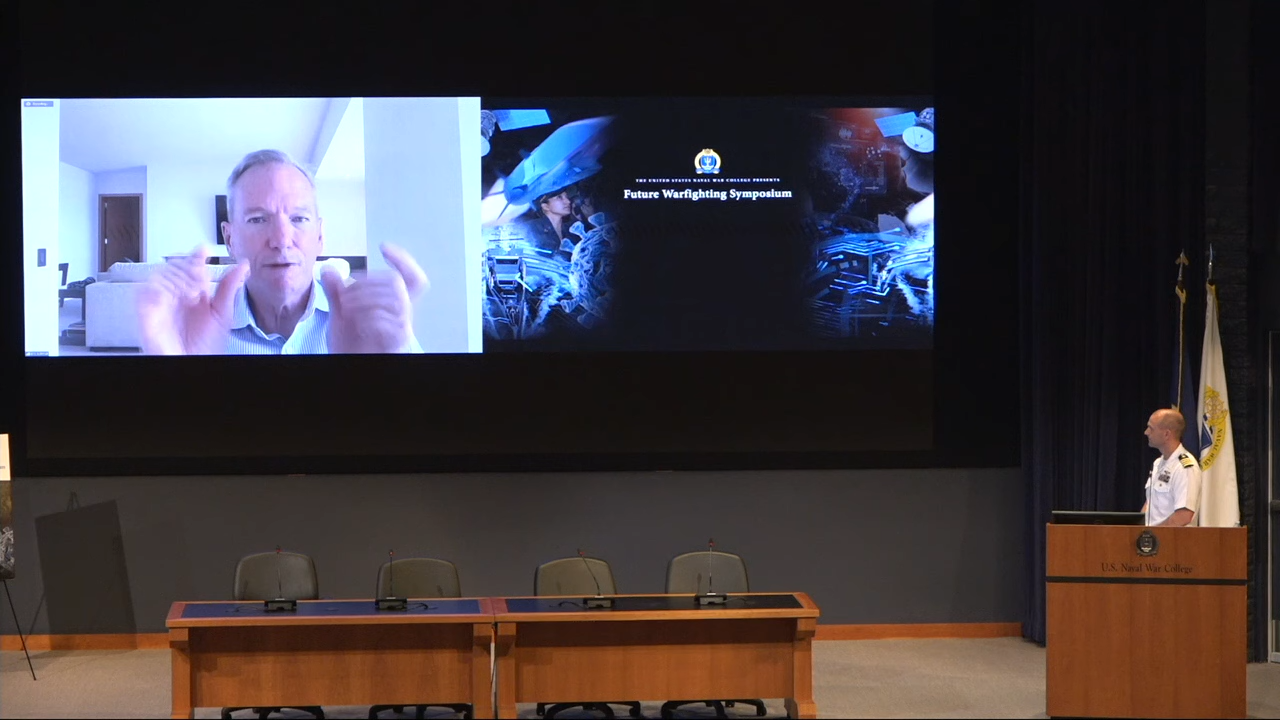 THE UNITED STATES NAVAL WAR COLLEGE PRESENTS
Future Warfighting Symposium
U.S. Naval War College